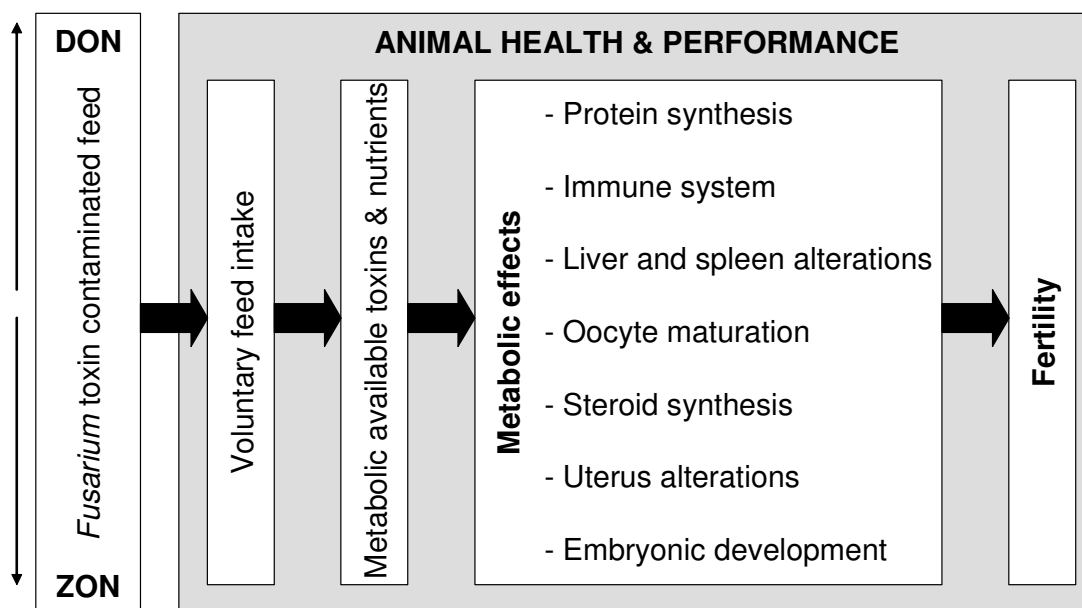 DON
Fusarium toxin contaminated feed
ZON
ANIMAL HEALTH & PERFORMANCE
Voluntary feed intake
Metabolic available toxins & nutrients
Metabolic effects
- Protein synthesis
- Immune system
- Liver and spleen alterations
- Oocyte maturation
- Steroid synthesis
- Uterus alterations
- Embryonic development
Fertility